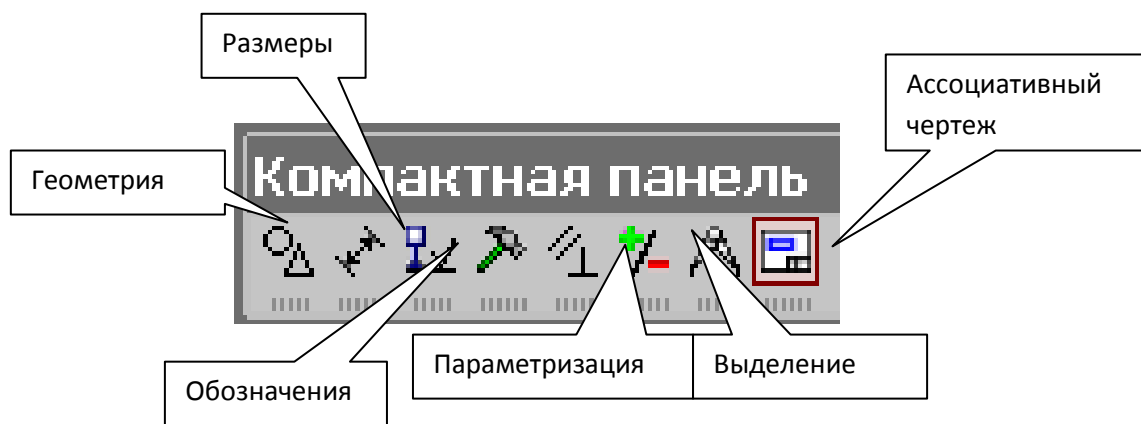 Размеры
Ассоциативный
чертеж
Геометрия
Компактная панель
Обозначения
Параметризация
Выделение